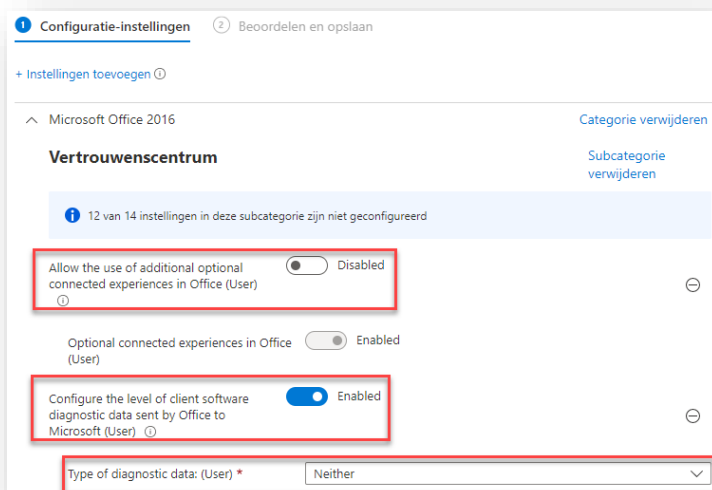 1 Configuratie-instellingen 2 Beoordelen en opslaan
+ Instellingen toevoegen
Microsoft Office 2016 Categorie verwijderen
Vertrouwenscentrum Subcategorie
verwijderen
12 van 14 instellingen in deze subcategorie zijn niet geconfigureerd
Allow the use of additional optional Disabled
connected experiences in Office (User)
Optional connected experiences in Office Enabled
(User)
Configure the level of client software Enabled
diagnostic data sent by Office to
Microsoft (User)
Type of diagnostic data: (User) * Neither